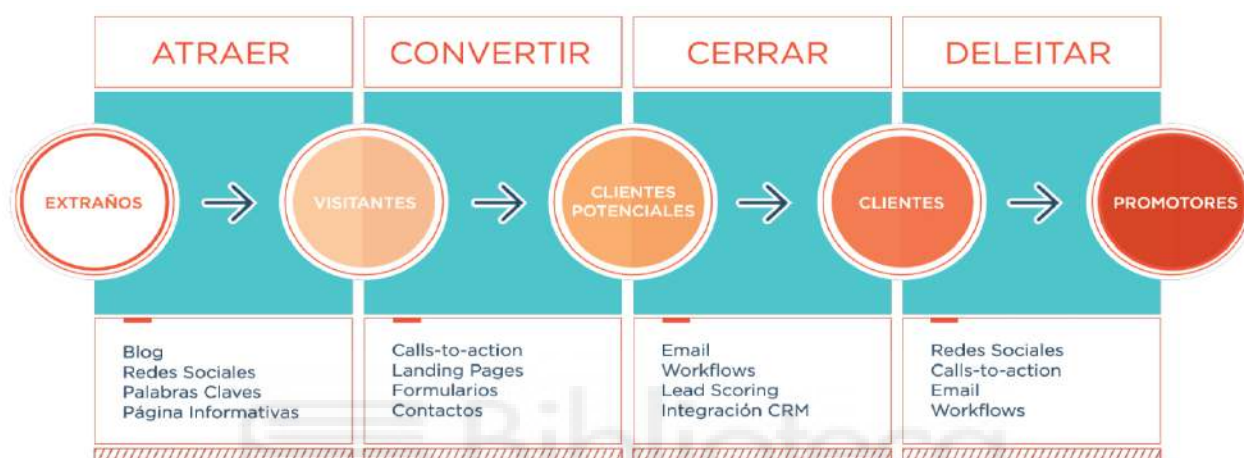 ATRAER
CONVERTIR
CERRAR
DELEITAR
EXTRAÑOS
VISITANTES
CLIENTES
POTENCIALES
CLIENTES
PROMOTORES
Blog
Redes Sociales
Palabras Claves
Página Informativas
Calls-to-action
Landing Pages
Formularios
Contactos
Email
Workflows
Lead Scoring
Integración CRM
Redes Sociales
Calls-to-action
Email
Workflows
Biblioteca